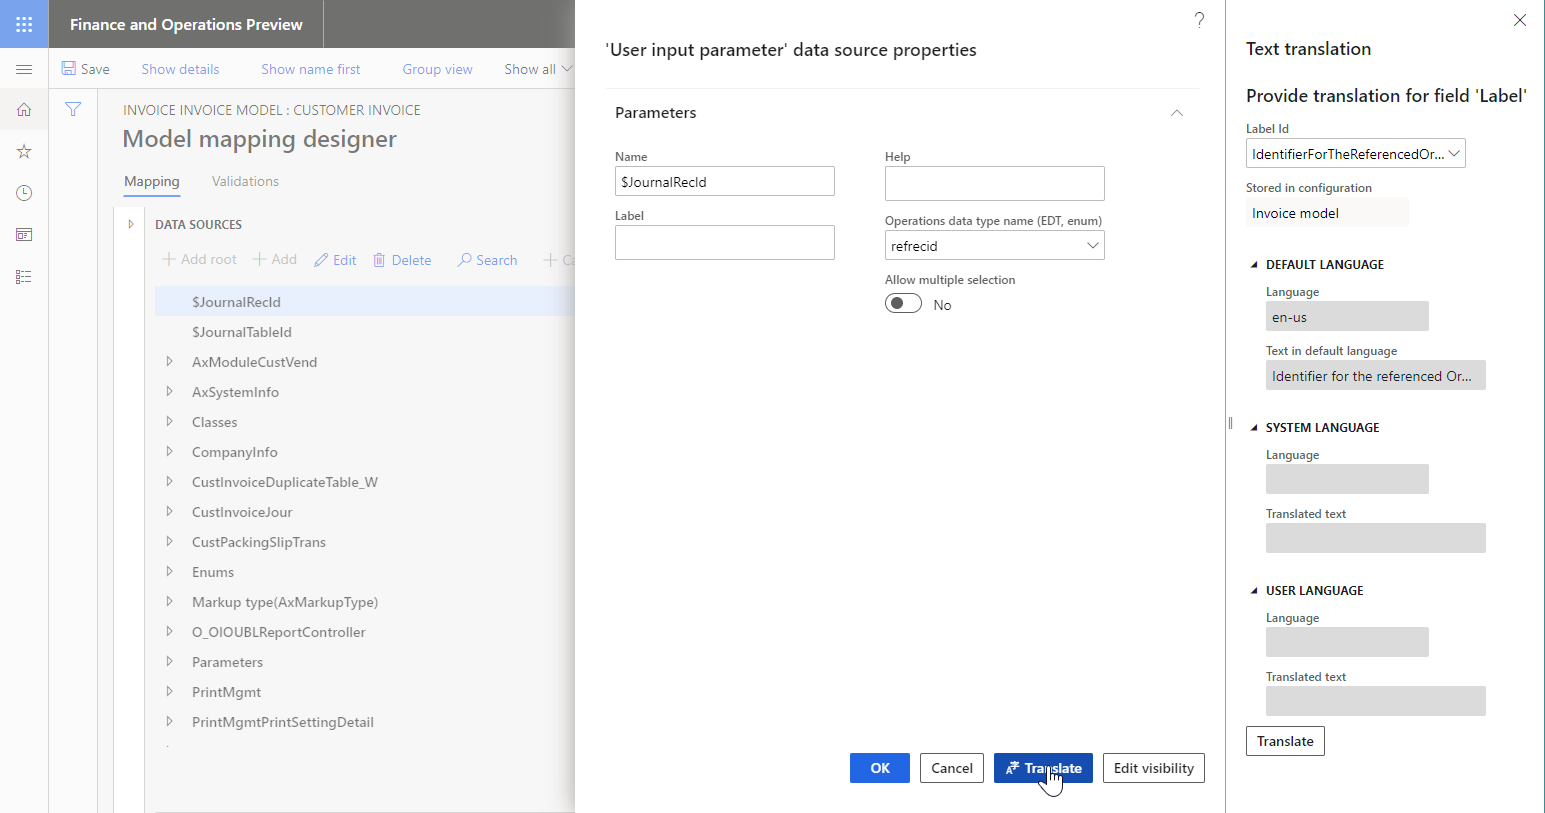 Finance and Operations Preview
Save
Show details
Show name first
Group view
Show all
INVOICE INVOICE MODEL : CUSTOMER INVOICE
Model mapping designer
Mapping
Validations
DATA SOURCES
Add root
Add
Edit
Delete
Search
$JournalRecId
$JournalTableId
AxModuleCustVend
AxSystemInfo
Classes
CompanyInfo
CustInvoiceDuplicateTable_W
CustInvoiceJour
CustPackingSlipTrans
Enums
Markup type(AxMarkupType)
O_OIOUBLReportController
Parameters
PrintMgmt
PrintMgmtPrintSettingDetail
?
'User input parameter' data source properties
Parameters
Name
$JournalRecId
Label
Help
Operations data type name (EDT, enum)
refrecid
Allow multiple selection
No
OK
Cancel
Translate
Edit visibility
Text translation
Provide translation for field 'Label'
Label Id
IdentifierForTheReferencedOr...
Stored in configuration
Invoice model
DEFAULT LANGUAGE
Language
en-us
Text in default language
Identifier for the referenced Or...
SYSTEM LANGUAGE
Language
Translated text
USER LANGUAGE
Language
Translated text
Translate